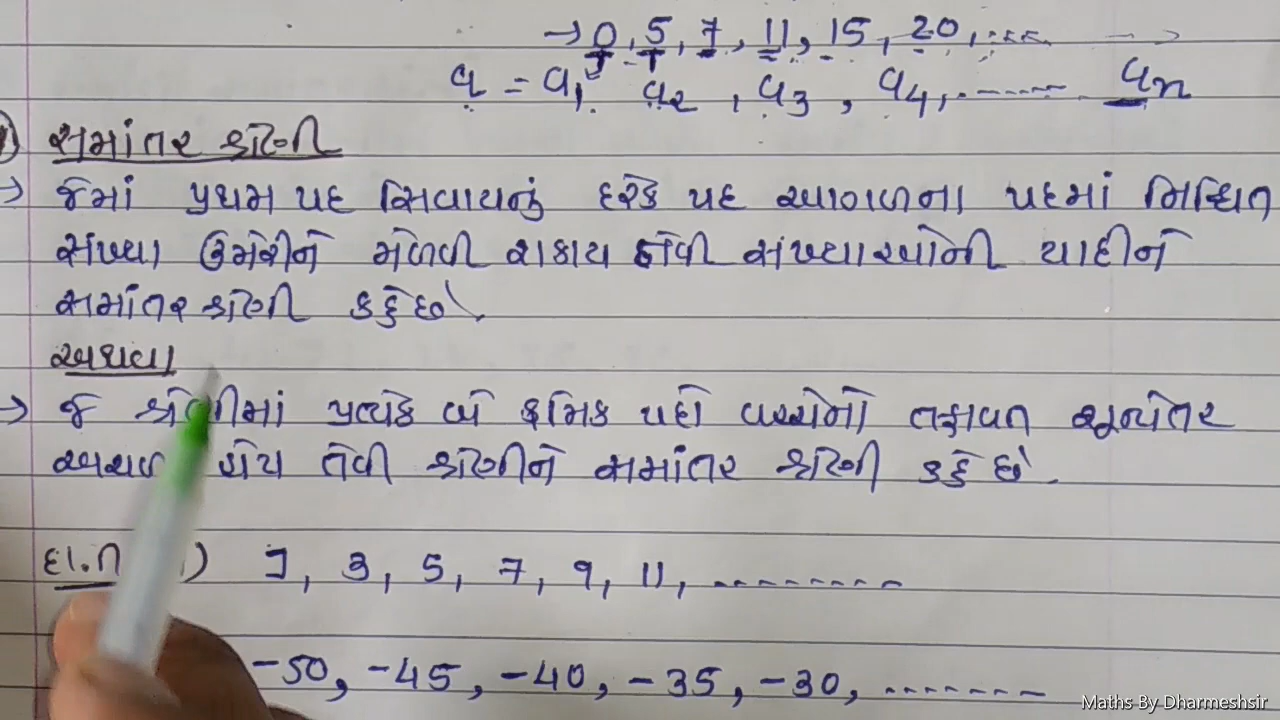 → 0, 5, 7, 11, 15, 20, ......
a = a1, a2, a3, a4, ....... an
સમાંતર શ્રેણી
→ જેમાં પ્રથમ પદ સિવાયનું દરેક પદ આગળના પદમાં નિશ્ચિત
સંખ્યા ઉમેરીને મેળવી શકાય તેવી સંખ્યાઓની યાદીને
સમાંતર શ્રેણી કહે છે.
અથવા
→ જે શ્રેણીમાં પ્રત્યેક બે ક્રમિક પદો વચ્ચેનો તફાવત શૂન્યેતર
અચળ હોય તેવી શ્રેણીને સમાંતર શ્રેણી કહે છે.
1, 3, 5, 7, 9, 11, .........
-50, -45, -40, -35, -30, .......
Maths By Dharmeshsir